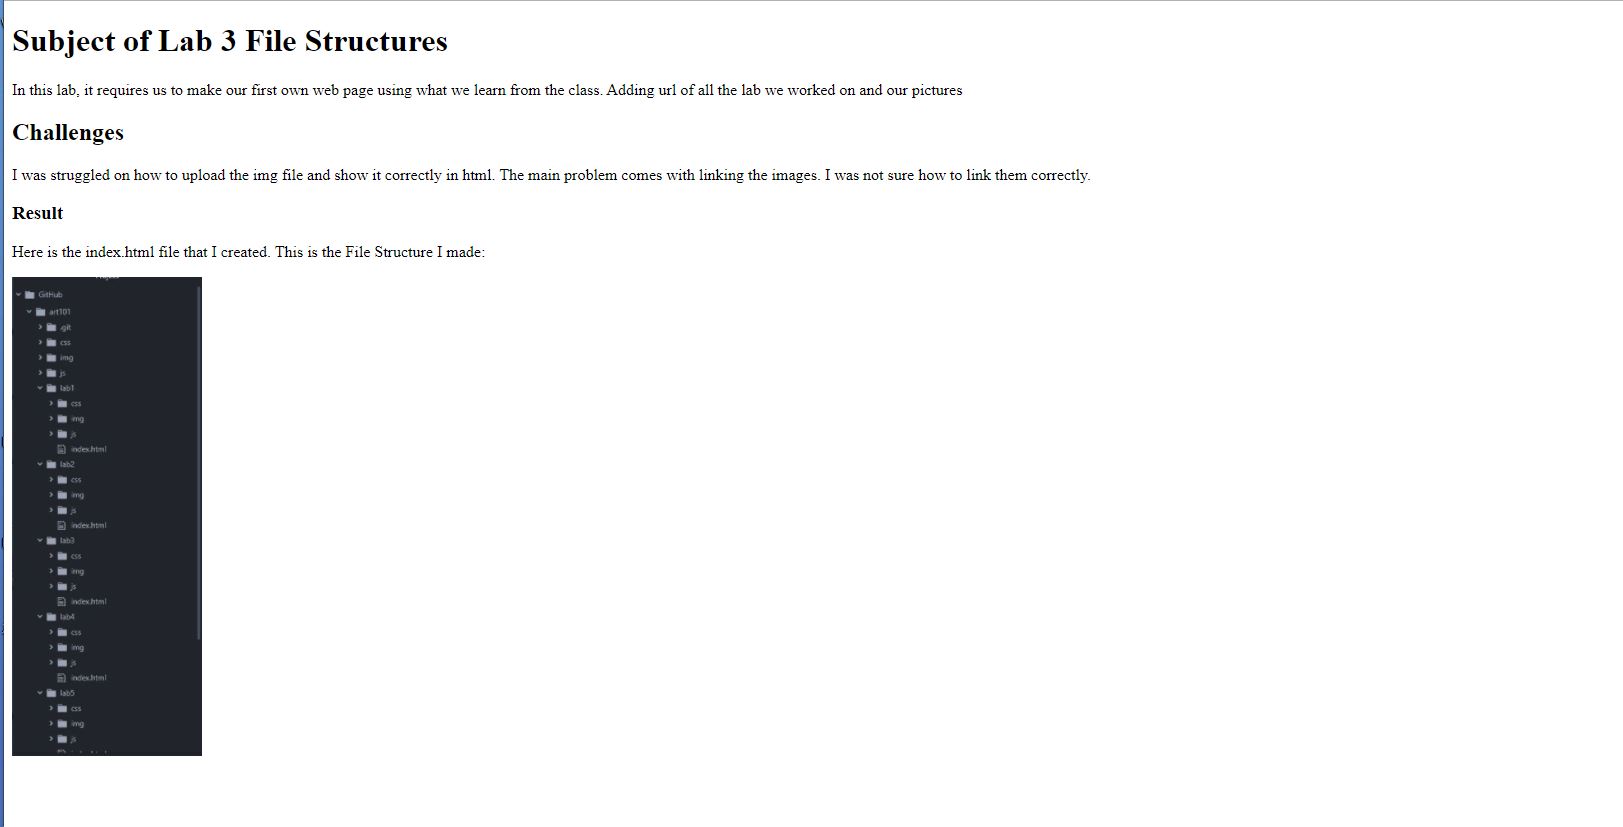 Subject of Lab 3 File Structures
In this lab, it requires us to make our first own web page using what we learn from the class. Adding url of all the lab we worked on and our pictures
Challenges
I was struggled on how to upload the img file and show it correctly in html. The main problem comes with linking the images. I was not sure how to link them correctly.
Result
Here is the index.html file that I created. This is the File Structure I made:
GitHub
art101
.git
css
img
js
lab1
css
img
js
index.html
lab2
css
img
js
index.html
lab3
css
img
js
index.html
lab4
css
img
js
index.html
lab5
css
img
js